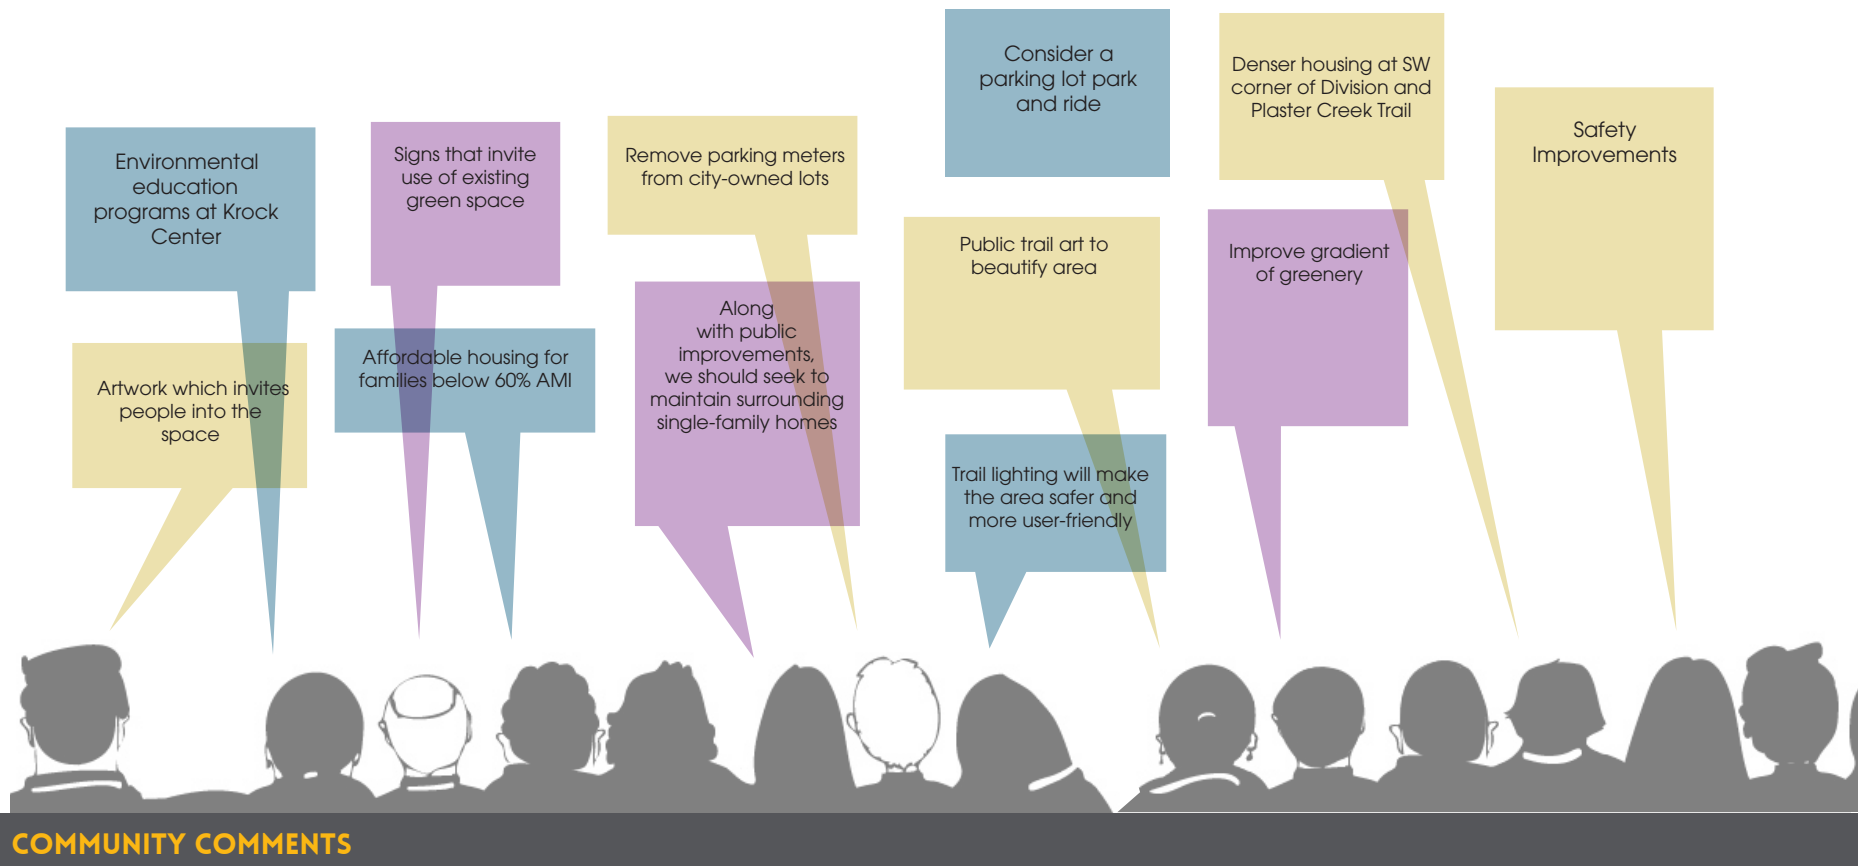 Environmental
education
programs at Krock
Center
Artwork which invites
people into the
space
Signs that invite
use of existing
green space
Affordable housing for
families below 60% AMI
Remove parking meters
from city-owned lots
Along
with public
improvements,
we should seek to
maintain surrounding
single-family homes
Consider a
parking lot park
and ride
Public trail art to
beautify area
Trail lighting will make
the area safer and
more user-friendly
Denser housing at SW
corner of Division and
Plaster Creek Trail
Improve gradient
of greenery
Safety
Improvements
COMMUNITY COMMENTS